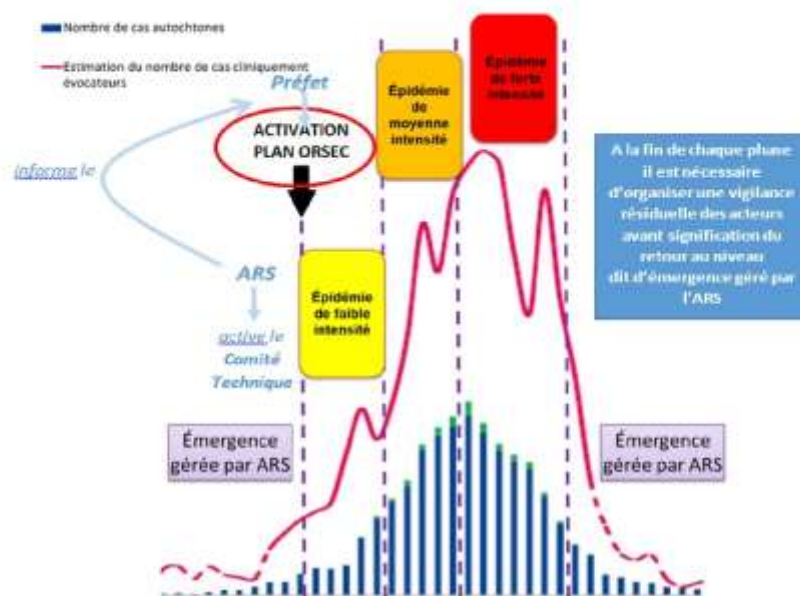 Nombre de cas autochtones
Estimation du nombre de cas cliniquement
évocateurs
Préfet
ACTIVATION
PLAN ORSEC
informe le
ARS
active le
Comité
Technique
Épidémie
de faible
intensité
Épidémie
de
moyenne
intensité
Épidémie
de forte
intensité
A la fin de chaque phase
il est nécessaire
d'organiser une vigilance
résiduelle des acteurs
avant signification du
retour au niveau
dit d'émergence géré par
l'ARS
Émergence
gérée par ARS
Émergence
gérée par ARS